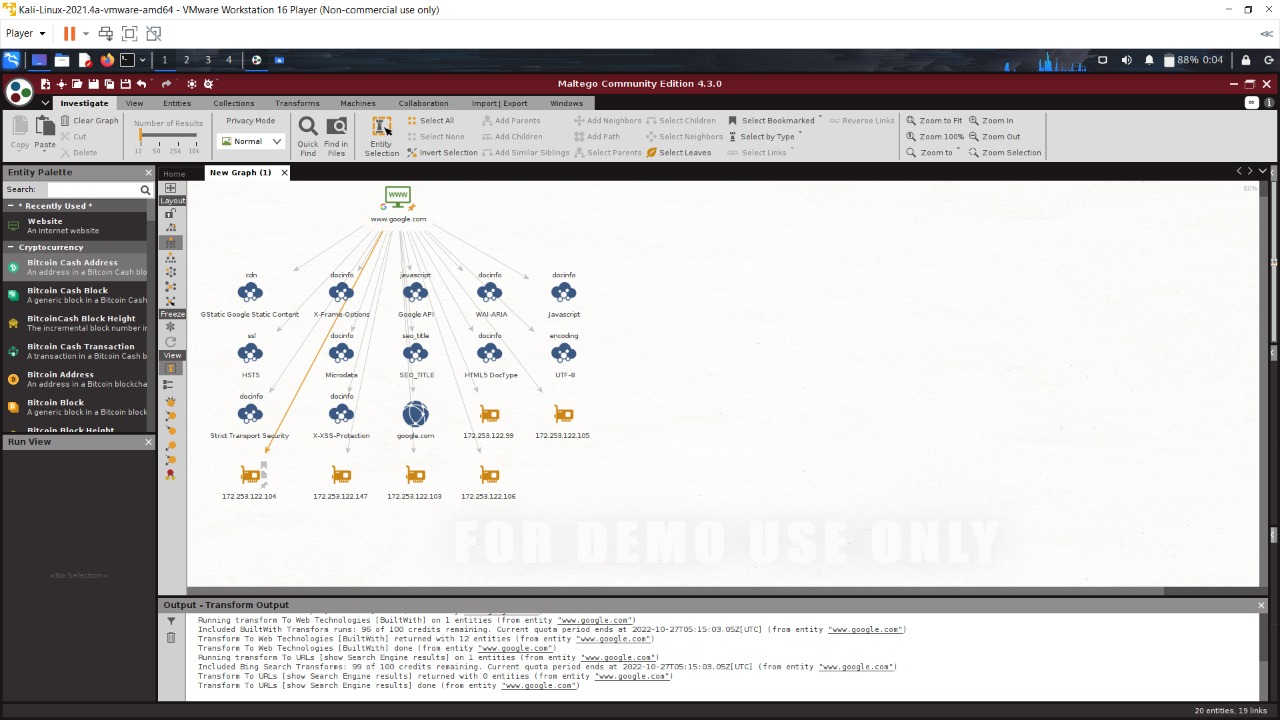 Kali-Linux-2021.4a-vmware-amd64 - VMware Workstation 16 Player (Non-commercial use only)
Player
1 2 3 4
88% 0:04
Maltego Community Edition 4.3.0
Investigate View Entities Collections Transforms Machines Collaboration Import | Export Windows
Copy
Paste
Clear Graph
Cut
Delete
Number of Results
12 50 256 10k
Privacy Mode
Normal
Quick Find
Find in Files
Entity Selection
Select All
Select None
Invert Selection
Add Parents
Add Children
Add Similar Siblings
Add Neighbors
Add Path
Select Parents
Select Children
Select Neighbors
Select Leaves
Select Bookmarked
Select by Type
Select Links
Reverse Links
Zoom to Fit
Zoom 100%
Zoom to
Zoom In
Zoom Out
Zoom Selection
Entity Palette
Search:
* Recently Used *
Website
An internet website
Cryptocurrency
Bitcoin Cash Address
An address in a Bitcoin Cash blo
Bitcoin Cash Block
A generic block in a Bitcoin Cash
BitcoinCash Block Height
The incremental block number ir
Bitcoin Cash Transaction
A transaction in a Bitcoin Cash b
Bitcoin Address
An address in a Bitcoin blockcha
Bitcoin Block
A generic block in a Bitcoin bloc
Bitcoin Block Height
Run View
<No Selection>
Home New Graph (1)
Layout
Freeze
View
80%
WWW
www.google.com
cdn docinfo javascript docinfo docinfo
GStatic Google Static Content X-Frame-Options Google API WAI-ARIA Javascript
ssl docinfo seo_title docinfo encoding
HSTS Microdata SEO_TITLE HTML5 DocType UTF-8
docinfo docinfo
Strict Transport Security X-XSS-Protection google.com 172.253.122.99 172.253.122.105
172.253.122.104 172.253.122.147 172.253.122.103 172.253.122.106
FOR DEMO USE ONLY
Output - Transform Output
Running transform To Web Technologies [BuiltWith] on 1 entities (from entity "www.google.com")
Included BuiltWith Transform runs: 96 of 100 credits remaining. Current quota period ends at 2022-10-27T05:15:03.05Z[UTC] (from entity "www.google.com")
Transform To Web Technologies [BuiltWith] returned with 12 entities (from entity "www.google.com")
Transform To Web Technologies [BuiltWith] done (from entity "www.google.com")
Running transform To URLs [show Search Engine results] on 1 entities (from entity "www.google.com")
Included Bing Search Transforms: 99 of 100 credits remaining. Current quota period ends at 2022-10-27T05:15:03.05Z[UTC] (from entity "www.google.com")
Transform To URLs [show Search Engine results] returned with 0 entities (from entity "www.google.com")
Transform To URLs [show Search Engine results] done (from entity "www.google.com")
20 entities, 19 links